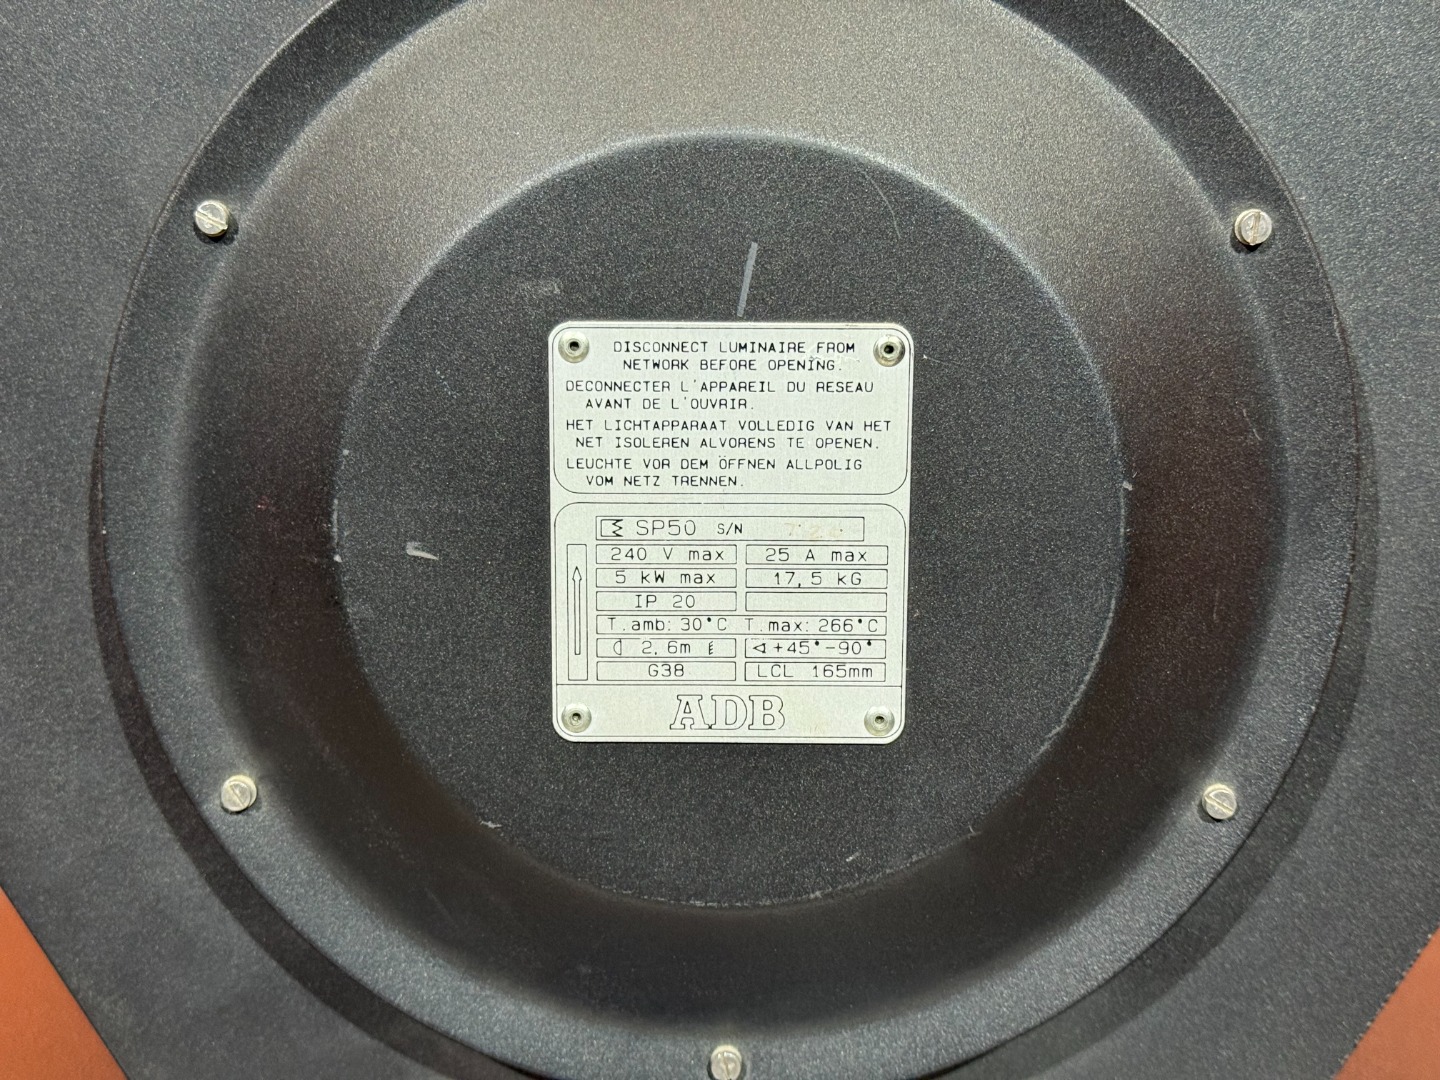 DISCONNECT LUMINAIRE FROM
NETWORK BEFORE OPENING.
DECONNECTER L'APPAREIL DU RESEAU
AVANT DE L'OUVRIR.
HET LICHTAPPARAAT VOLLEDIG VAN HET
NET ISOLEREN ALVORENS TE OPENEN.
LEUCHTE VOR DEM ÖFFNEN ALLPOLIG
VOM NETZ TRENNEN.
SP50 S/N
240 V max 25 A max
5 kW max 17,5 kG
IP 20
T.amb: 30°C T.max: 266°C
2,6m +45°-90°
G38 LCL 165mm
ADB